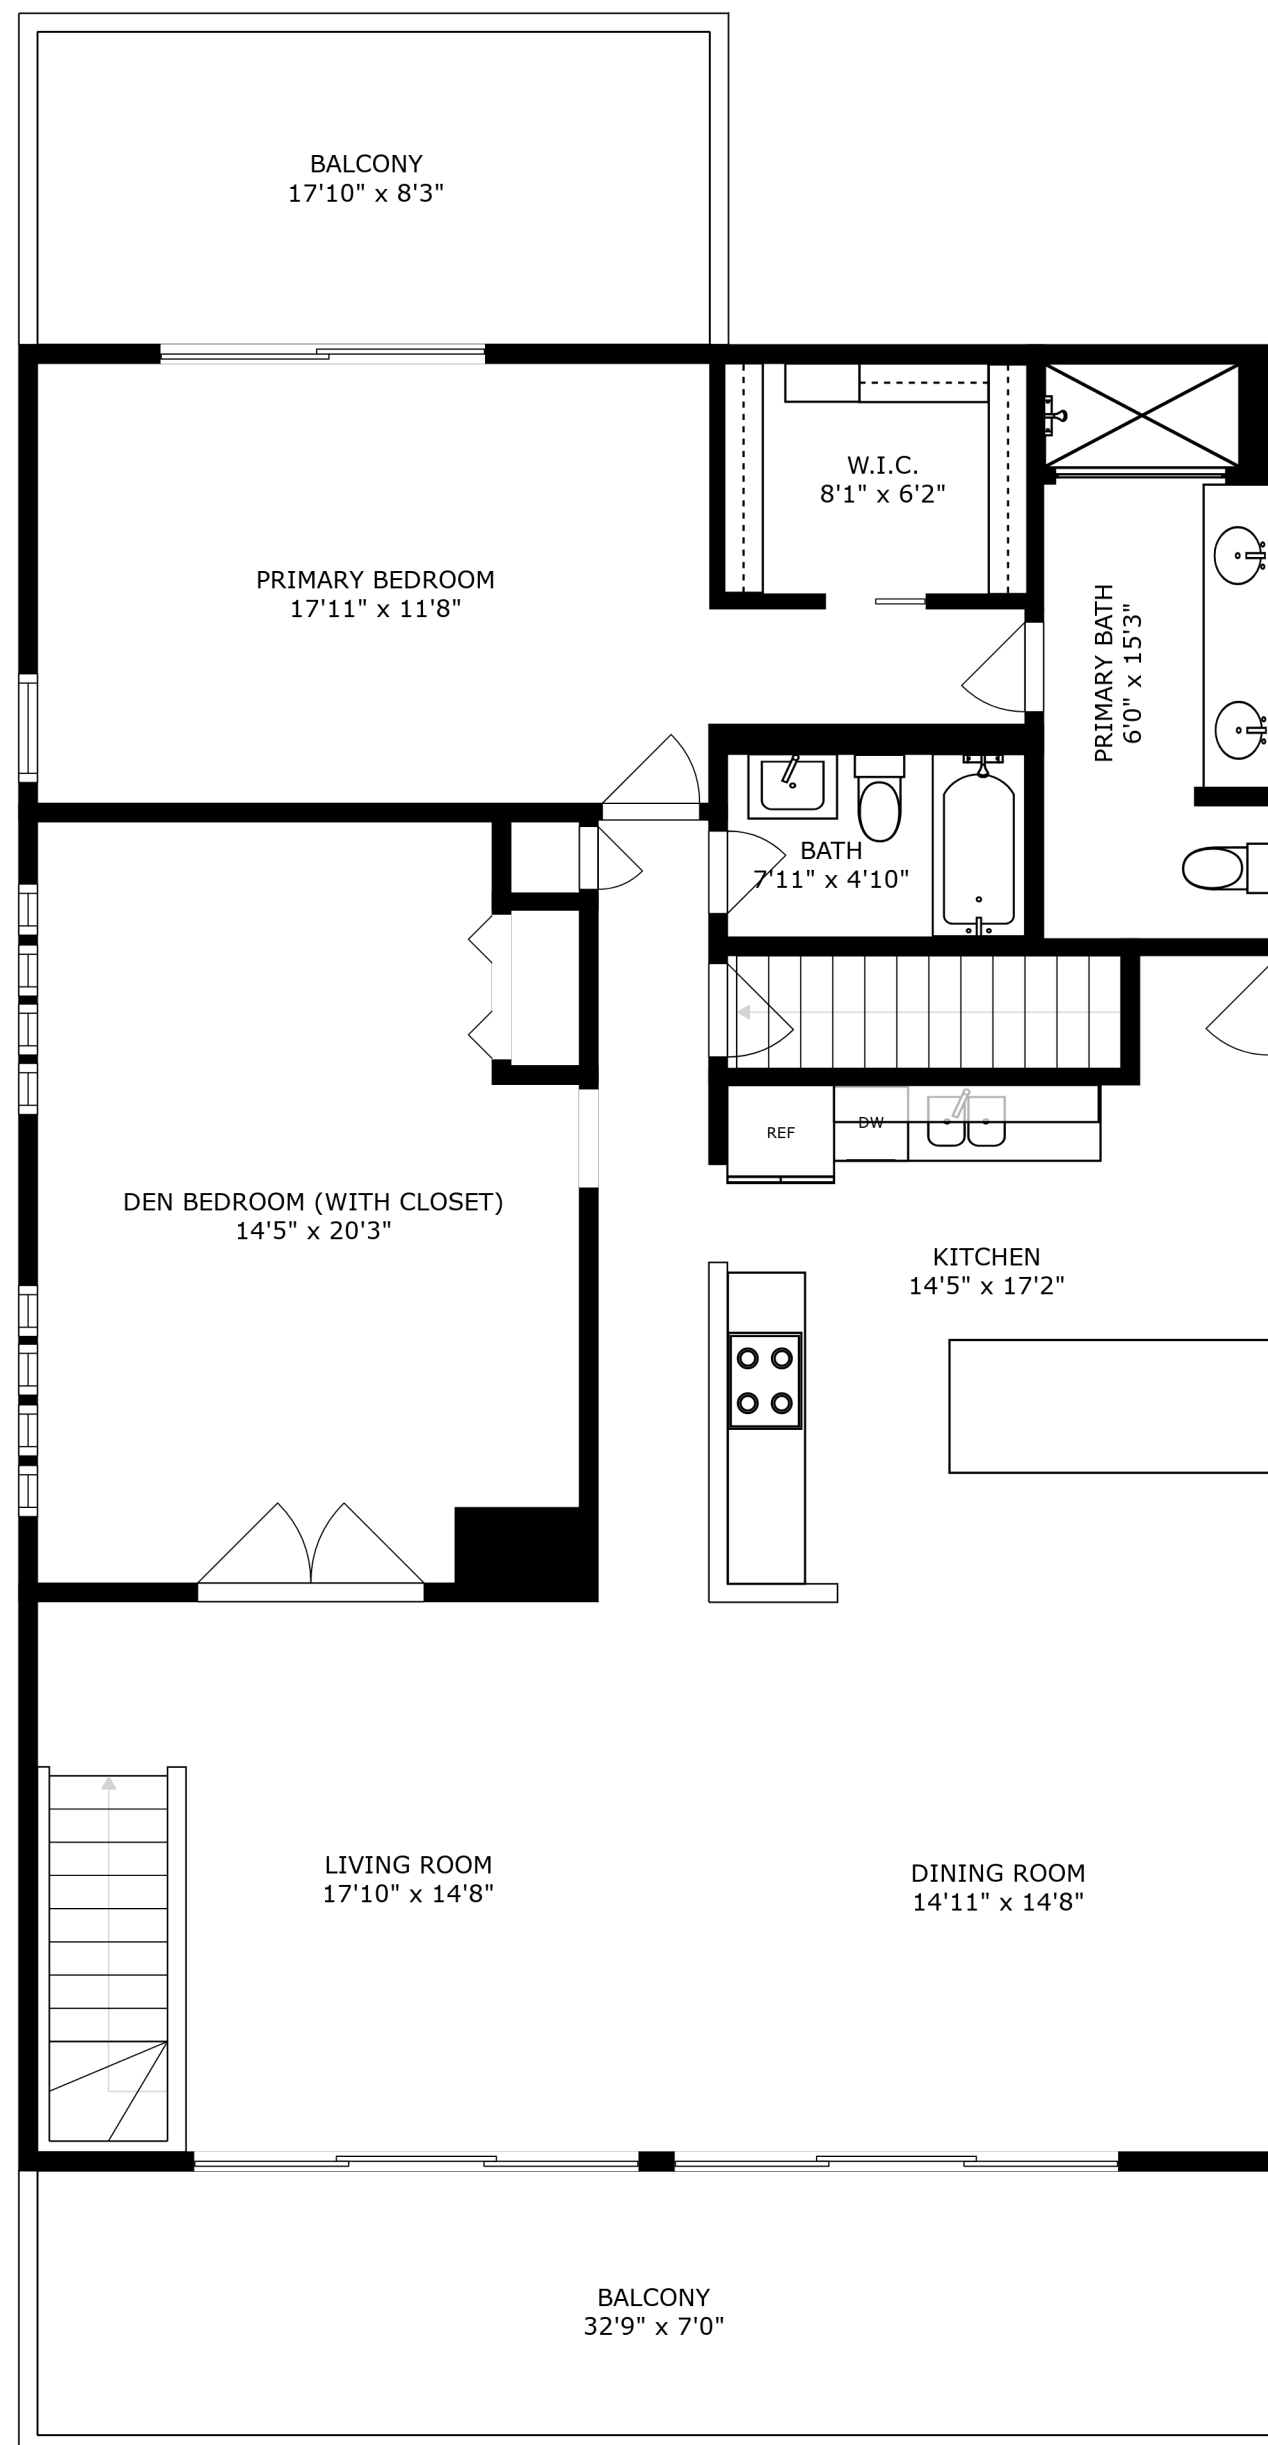 BALCONY
17'10" x 8'3"
W.I.C.
8'1" x 6'2"
PRIMARY BEDROOM
17'11" x 11'8"
PRIMARY BATH
6'0" x 15'3"
BATH
7'11" x 4'10"
REF
DW
DEN BEDROOM (WITH CLOSET)
14'5" x 20'3"
KITCHEN
14'5" x 17'2"
LIVING ROOM
17'10" x 14'8"
DINING ROOM
14'11" x 14'8"
BALCONY
32'9" x 7'0"